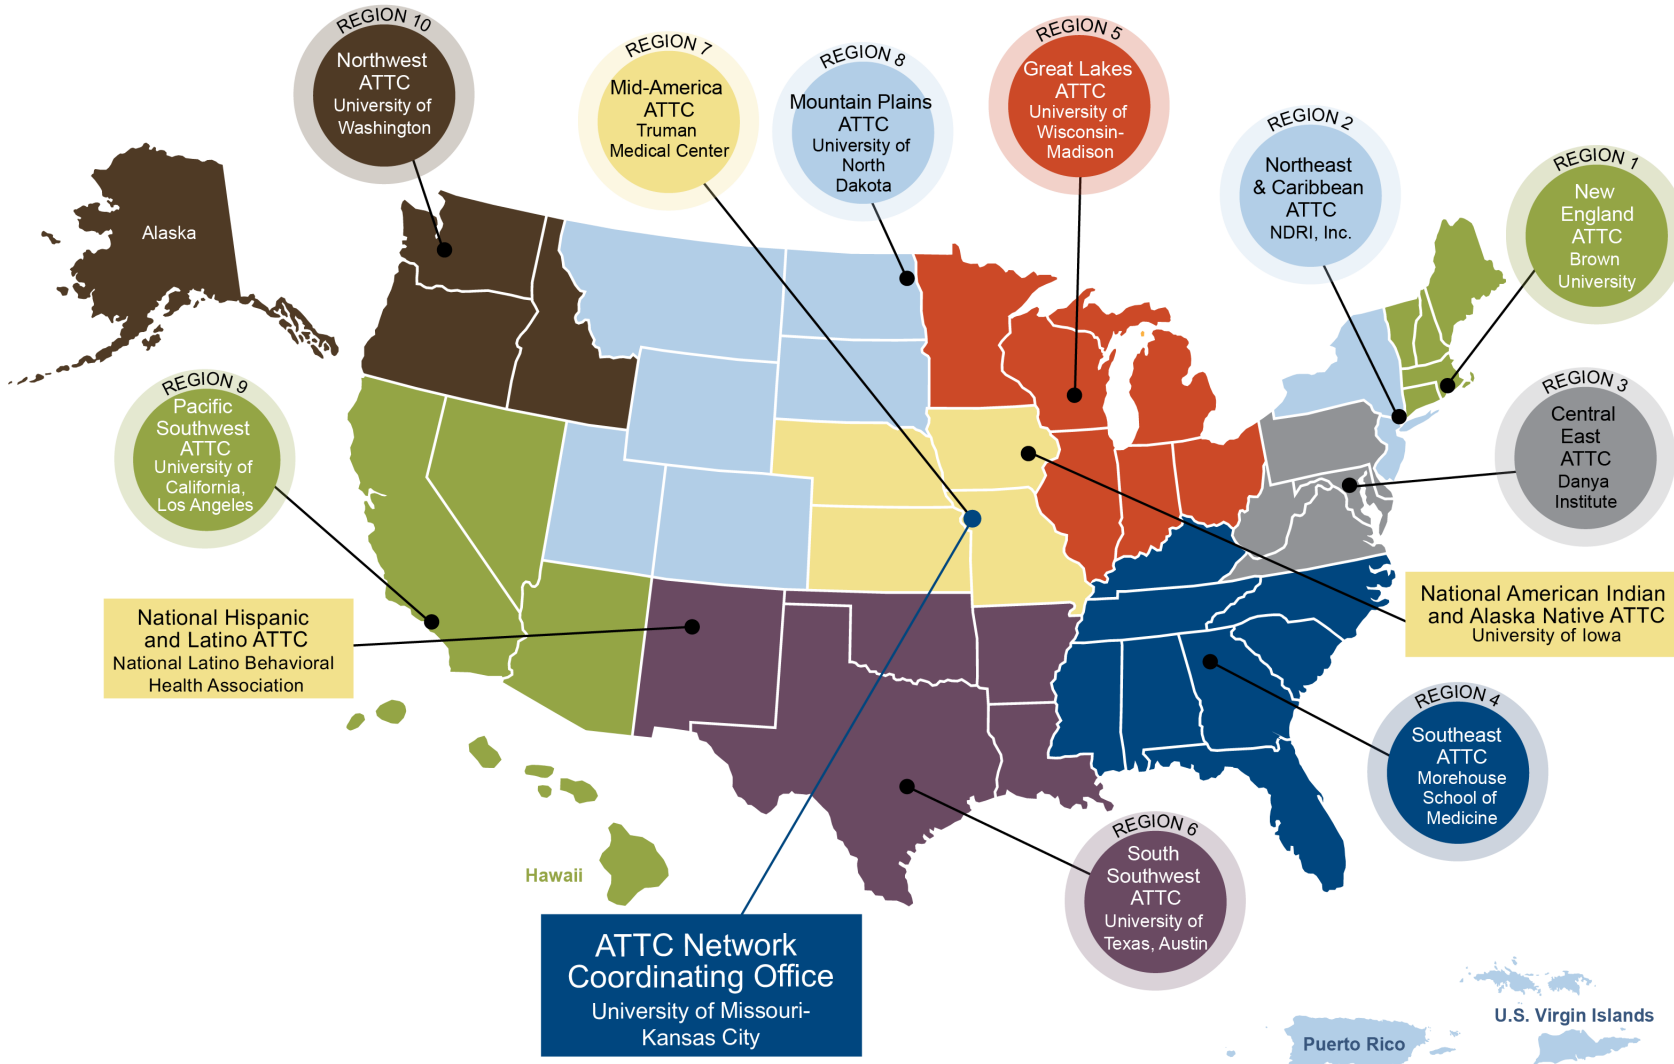 REGION 10
Northwest
ATTC
University of
Washington
REGION 7
Mid-America
ATTC
Truman
Medical Center
REGION 8
Mountain Plains
ATTC
University of
North
Dakota
REGION 5
Great Lakes
ATTC
University of
Wisconsin-
Madison
REGION 2
Northeast
& Caribbean
ATTC
NDRI, Inc.
REGION 1
New
England
ATTC
Brown
University
Alaska
REGION 9
Pacific
Southwest
ATTC
University of
California,
Los Angeles
REGION 3
Central
East
ATTC
Danya
Institute
National Hispanic
and Latino ATTC
National Latino Behavioral
Health Association
National American Indian
and Alaska Native ATTC
University of Iowa
REGION 4
Southeast
ATTC
Morehouse
School of
Medicine
REGION 6
South
Southwest
ATTC
University of
Texas, Austin
Hawaii
ATTC Network
Coordinating Office
University of Missouri-
Kansas City
U.S. Virgin Islands
Puerto Rico